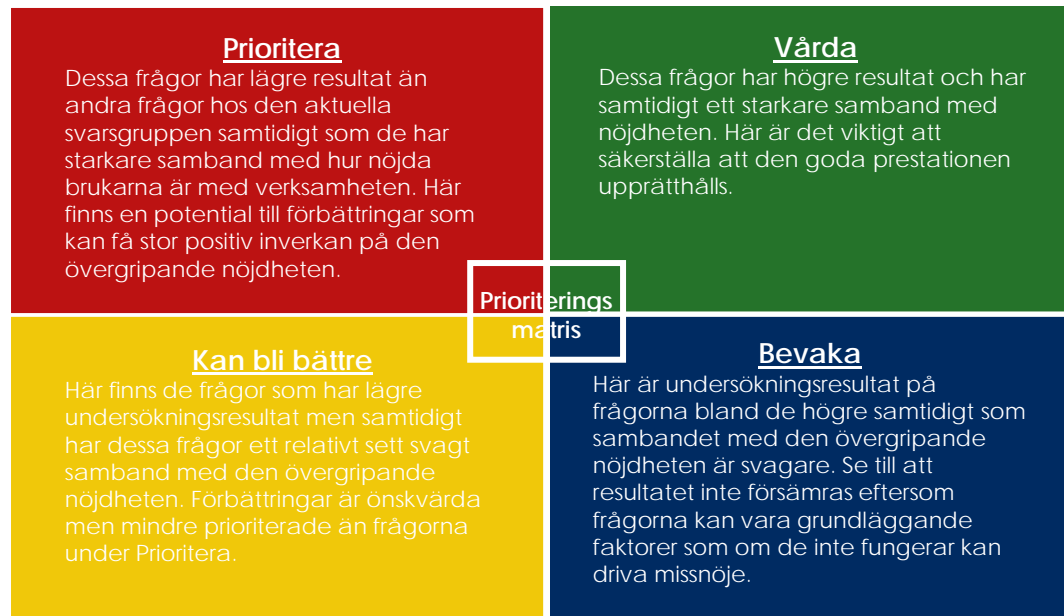 Prioritera
Dessa frågor har lägre resultat än
andra frågor hos den aktuella
svarsgruppen samtidigt som de har
starkare samband med hur nöjda
brukarna är med verksamheten. Här
finns en potential till förbättringar som
kan få stor positiv inverkan på den
övergripande nöjdheten.
Vårda
Dessa frågor har högre resultat och har
samtidigt ett starkare samband med
nöjdheten. Här är det viktigt att
säkerställa att den goda prestationen
upprätthålls.
Prioriterings
matris
Kan bli bättre
Här finns de frågor som har lägre
undersökningsresultat men samtidigt
har dessa frågor ett relativt sett svagt
samband med den övergripande
nöjdheten. Förbättringar är önskvärda
men mindre prioriterade än frågorna
under Prioritera.
Bevaka
Här är undersökningsresultat på
frågorna bland de högre samtidigt som
sambandet med den övergripande
nöjdheten är svagare. Se till att
resultatet inte försämras eftersom
frågorna kan vara grundläggande
faktorer som om de inte fungerar kan
driva missnöje.